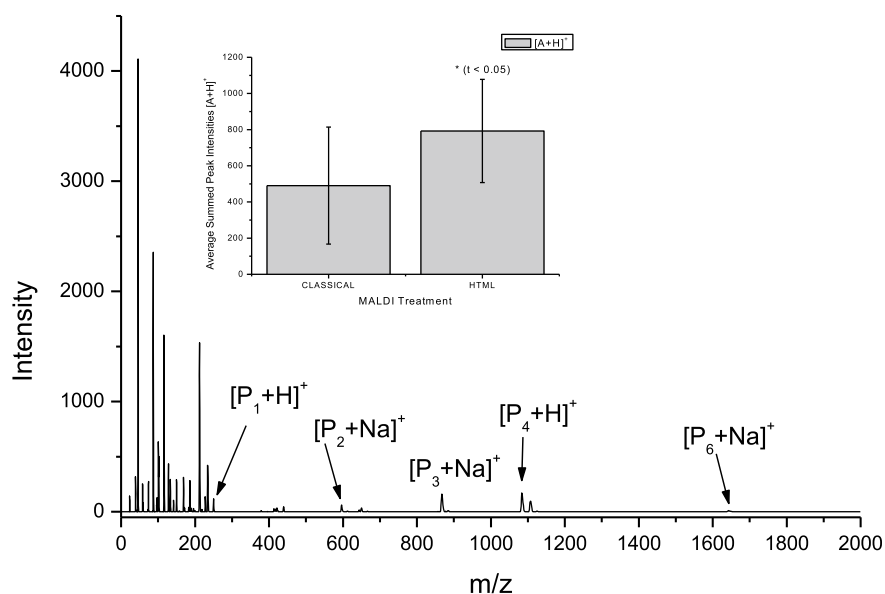 [A+H]+
* (t < 0.05)
1200
1000
800
600
400
200
0
Average Summed Peak Intensities [A+H]+
CLASSICAL HTML
MALDI Treatment
4000
3000
2000
1000
0
Intensity
[P1+H]+
[P2+Na]+
[P3+Na]+
[P4+H]+
[P6+Na]+
0 200 400 600 800 1000 1200 1400 1600 1800 2000
m/z